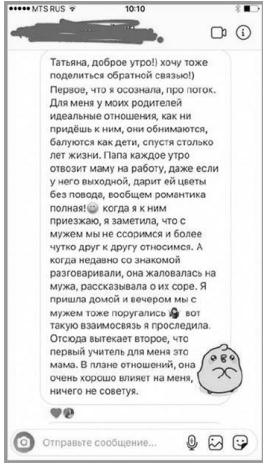 MTS RUS 10:10
Татьяна, доброе утро!) хочу тоже
поделиться обратной связью!)
Первое, что я осознала, про поток.
Для меня у моих родителей
идеальные отношения, как ни
придёшь к ним, они обнимаются,
балуются как дети, спустя столько
лет жизни. Папа каждое утро
отвозит маму на работу, даже если
у него выходной, дарит ей цветы
без повода, вообщем романтика
полная!😀 когда я к ним
приезжаю, я заметила, что с
мужем мы не ссоримся и более
чутко друг к другу относимся. А
когда недавно со знакомой
разговаривали, она жаловалась на
мужа, рассказывала о их соре. Я
пришла домой и вечером мы с
мужем тоже поругались вот
такую взаимосвязь я проследила.
Отсюда вытекает второе, что
первый учитель для меня это
мама. В плане отношений, она
очень хорошо влияет на меня,
ничего не советуя.
Отправьте сообщение...